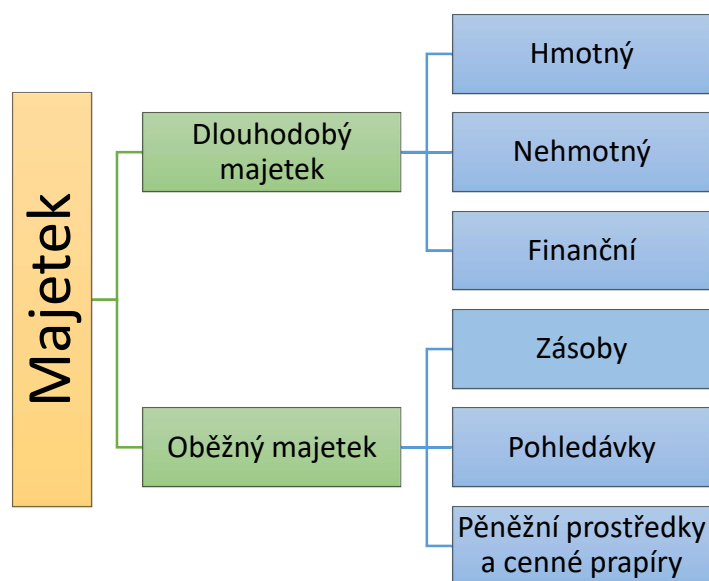 Majetek
Dlouhodobý
majetek
Hmotný
Nehmotný
Finanční
Oběžný majetek
Zásoby
Pohledávky
Pěněžní prostředky
a cenné prapíry